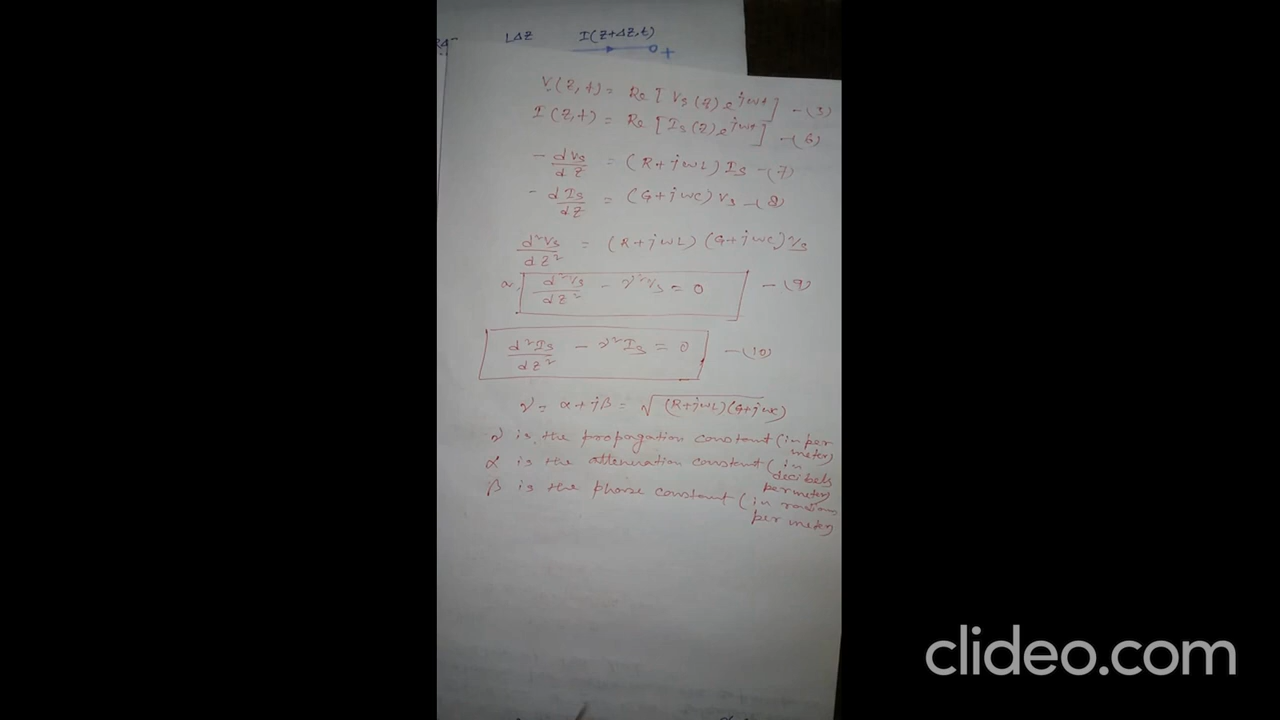 LΔZ I(Z+ΔZ,t)
+
V(Z,t) = Re [Vs(Z) e^jωt] -(5)
I(Z,t) = Re [Is(Z) e^jωt] -(6)
- dVs/dZ = (R+jωL) Is -(7)
- dIs/dZ = (G+jωC) Vs -(8)
d²Vs/dZ² = (R+jωL) (G+jωC) Vs
or, d²Vs/dZ² - γ²Vs = 0 -(9)
d²Is/dZ² - γ²Is = 0 -(10)
γ = α+jβ = √(R+jωL)(G+jωC)
γ is the propagation constant (in per
meter)
α is the attenuation constant (in
decibels
per meter)
β is the phase constant (in radians
per meter)
clideo.com